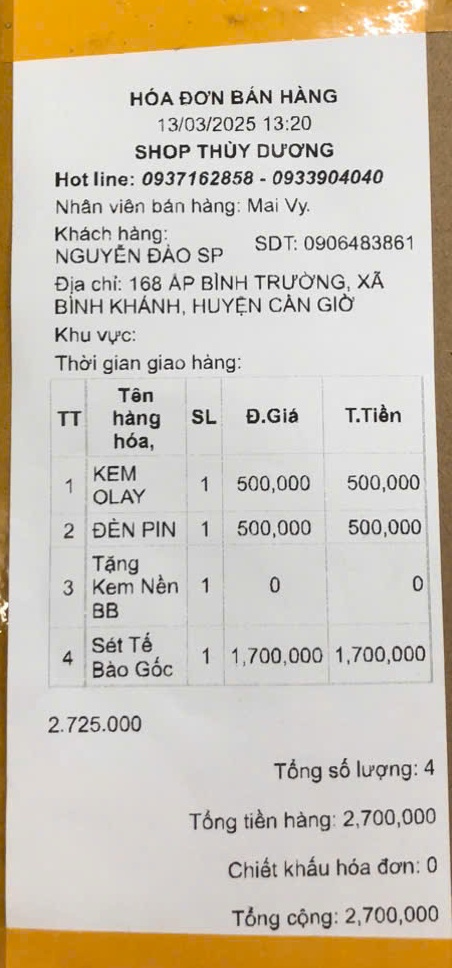 HÓA ĐƠN BÁN HÀNG
13/03/2025 13:20
SHOP THÙY DƯƠNG
Hot line: 0937162858 - 0933904040
Nhân viên bán hàng: Mai Vy.
Khách hàng:
NGUYỄN ĐÀO SP SDT: 0906483861
Địa chỉ: 168 ẤP BÌNH TRƯỜNG, XÃ
BÌNH KHÁNH, HUYỆN CẦN GIỜ
Khu vực:
Thời gian giao hàng:
TT Tên hàng hóa, SL Đ.Giá T.Tiền
1 KEM OLAY 1 500,000 500,000
2 ĐÈN PIN 1 500,000 500,000
3 Tặng Kem Nền BB 1 0 0
4 Sét Tế Bào Gốc 1 1,700,000 1,700,000
2.725.000
Tổng số lượng: 4
Tổng tiền hàng: 2,700,000
Chiết khấu hóa đơn: 0
Tổng cộng: 2,700,000